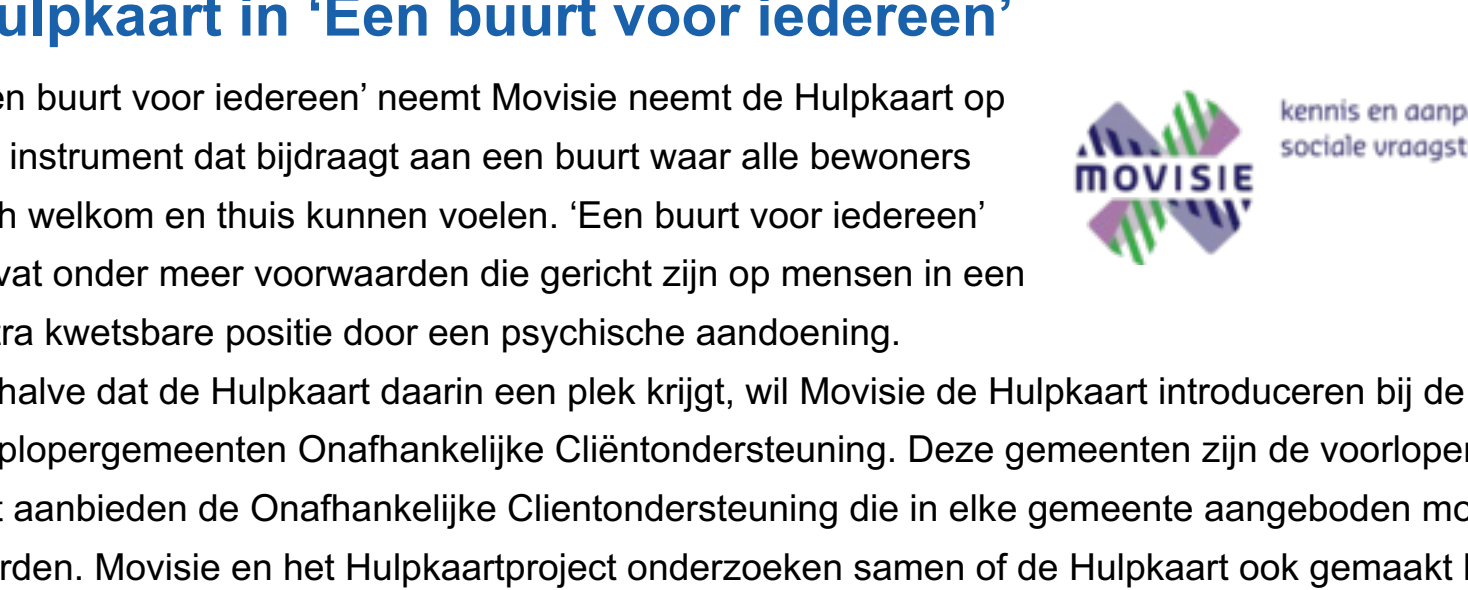 ulpkaart in ‘Een buurt voor iedereen’
en buurt voor iedereen’ neemt Movisie neemt de Hulpkaart op
instrument dat bijdraagt aan een buurt waar alle bewoners
h welkom en thuis kunnen voelen. ‘Een buurt voor iedereen’
vat onder meer voorwaarden die gericht zijn op mensen in een
tra kwetsbare positie door een psychische aandoening.
MOVISIE
kennis en aanp
sociale vraagst
halve dat de Hulpkaart daarin een plek krijgt, wil Movisie de Hulpkaart introduceren bij de
plopergemeenten Onafhankelijke Cliëntondersteuning. Deze gemeenten zijn de voorloper
t aanbieden de Onafhankelijke Clientondersteuning die in elke gemeente aangeboden mo
rden. Movisie en het Hulpkaartproject onderzoeken samen of de Hulpkaart ook gemaakt